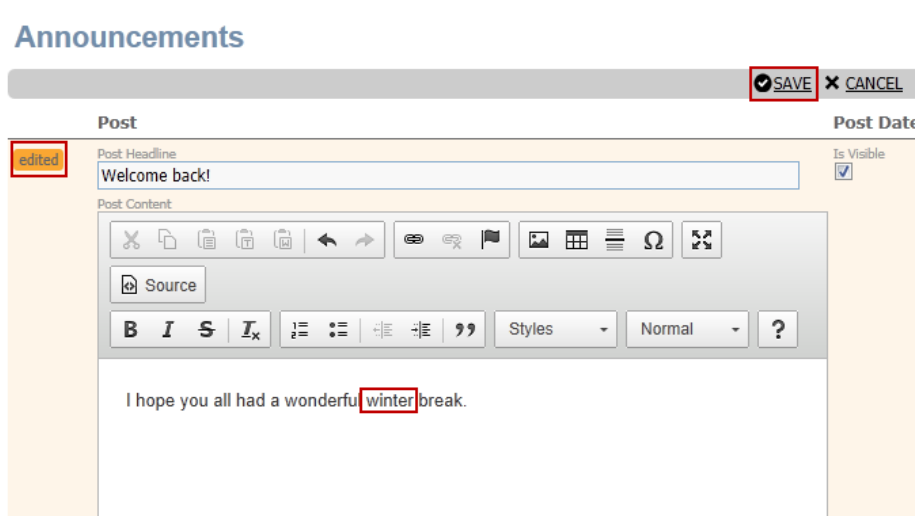 Announcements
SAVE CANCEL
Post Post Date
edited Post Headline Is Visible
Welcome back!
Post Content
Source
B I S Tx Styles Normal ?
I hope you all had a wonderful winter break.